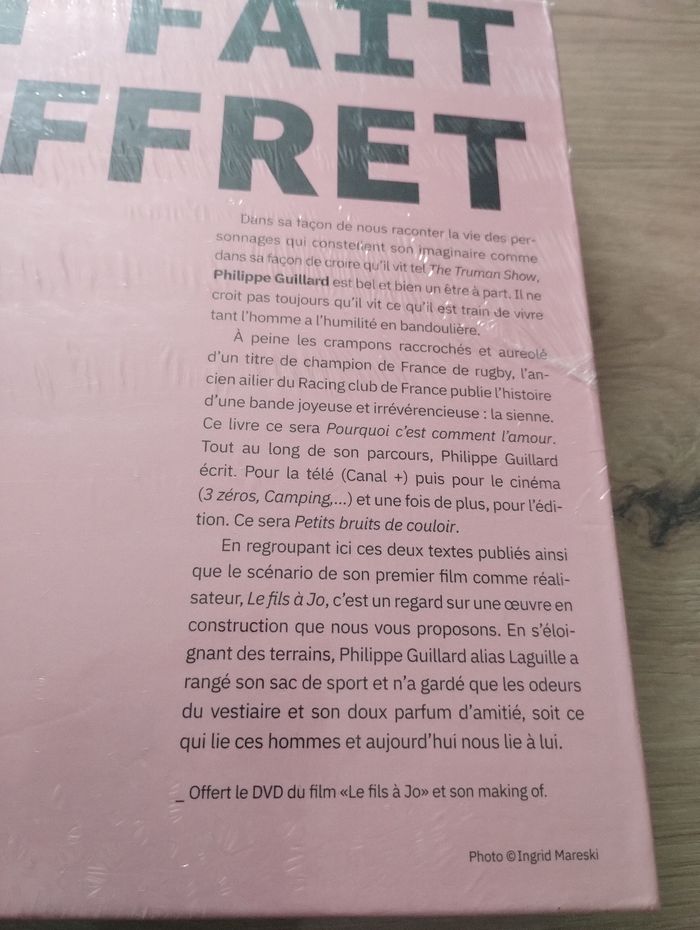 FAIT
FFRET
Dans sa façon de nous raconter la vie des per-
sonnages qui constellent son imaginaire comme
dans sa façon de croire qu'il vit tel The Truman Show,
Philippe Guillard est bel et bien un être à part. Il ne
croit pas toujours qu'il vit ce qu'il est train de vivre
tant l'homme a l'humilité en bandoulière.
À peine les crampons raccrochés et aureolé
d'un titre de champion de France de rugby, l'an-
cien ailier du Racing club de France publie l'histoire
d'une bande joyeuse et irrévérencieuse : la sienne.
Ce livre ce sera Pourquoi c'est comment l'amour.
Tout au long de son parcours, Philippe Guillard
écrit. Pour la télé (Canal +) puis pour le cinéma
(3 zéros, Camping,...) et une fois de plus, pour l'édi-
tion. Ce sera Petits bruits de couloir.
En regroupant ici ces deux textes publiés ainsi
que le scénario de son premier film comme réali-
sateur, Le fils à Jo, c'est un regard sur une œuvre en
construction que nous vous proposons. En s'éloi-
gnant des terrains, Philippe Guillard alias Laguille a
rangé son sac de sport et n'a gardé que les odeurs
du vestiaire et son doux parfum d'amitié, soit ce
qui lie ces hommes et aujourd'hui nous lie à lui.
_ Offert le DVD du film «Le fils à Jo» et son making of.
Photo © Ingrid Mareski